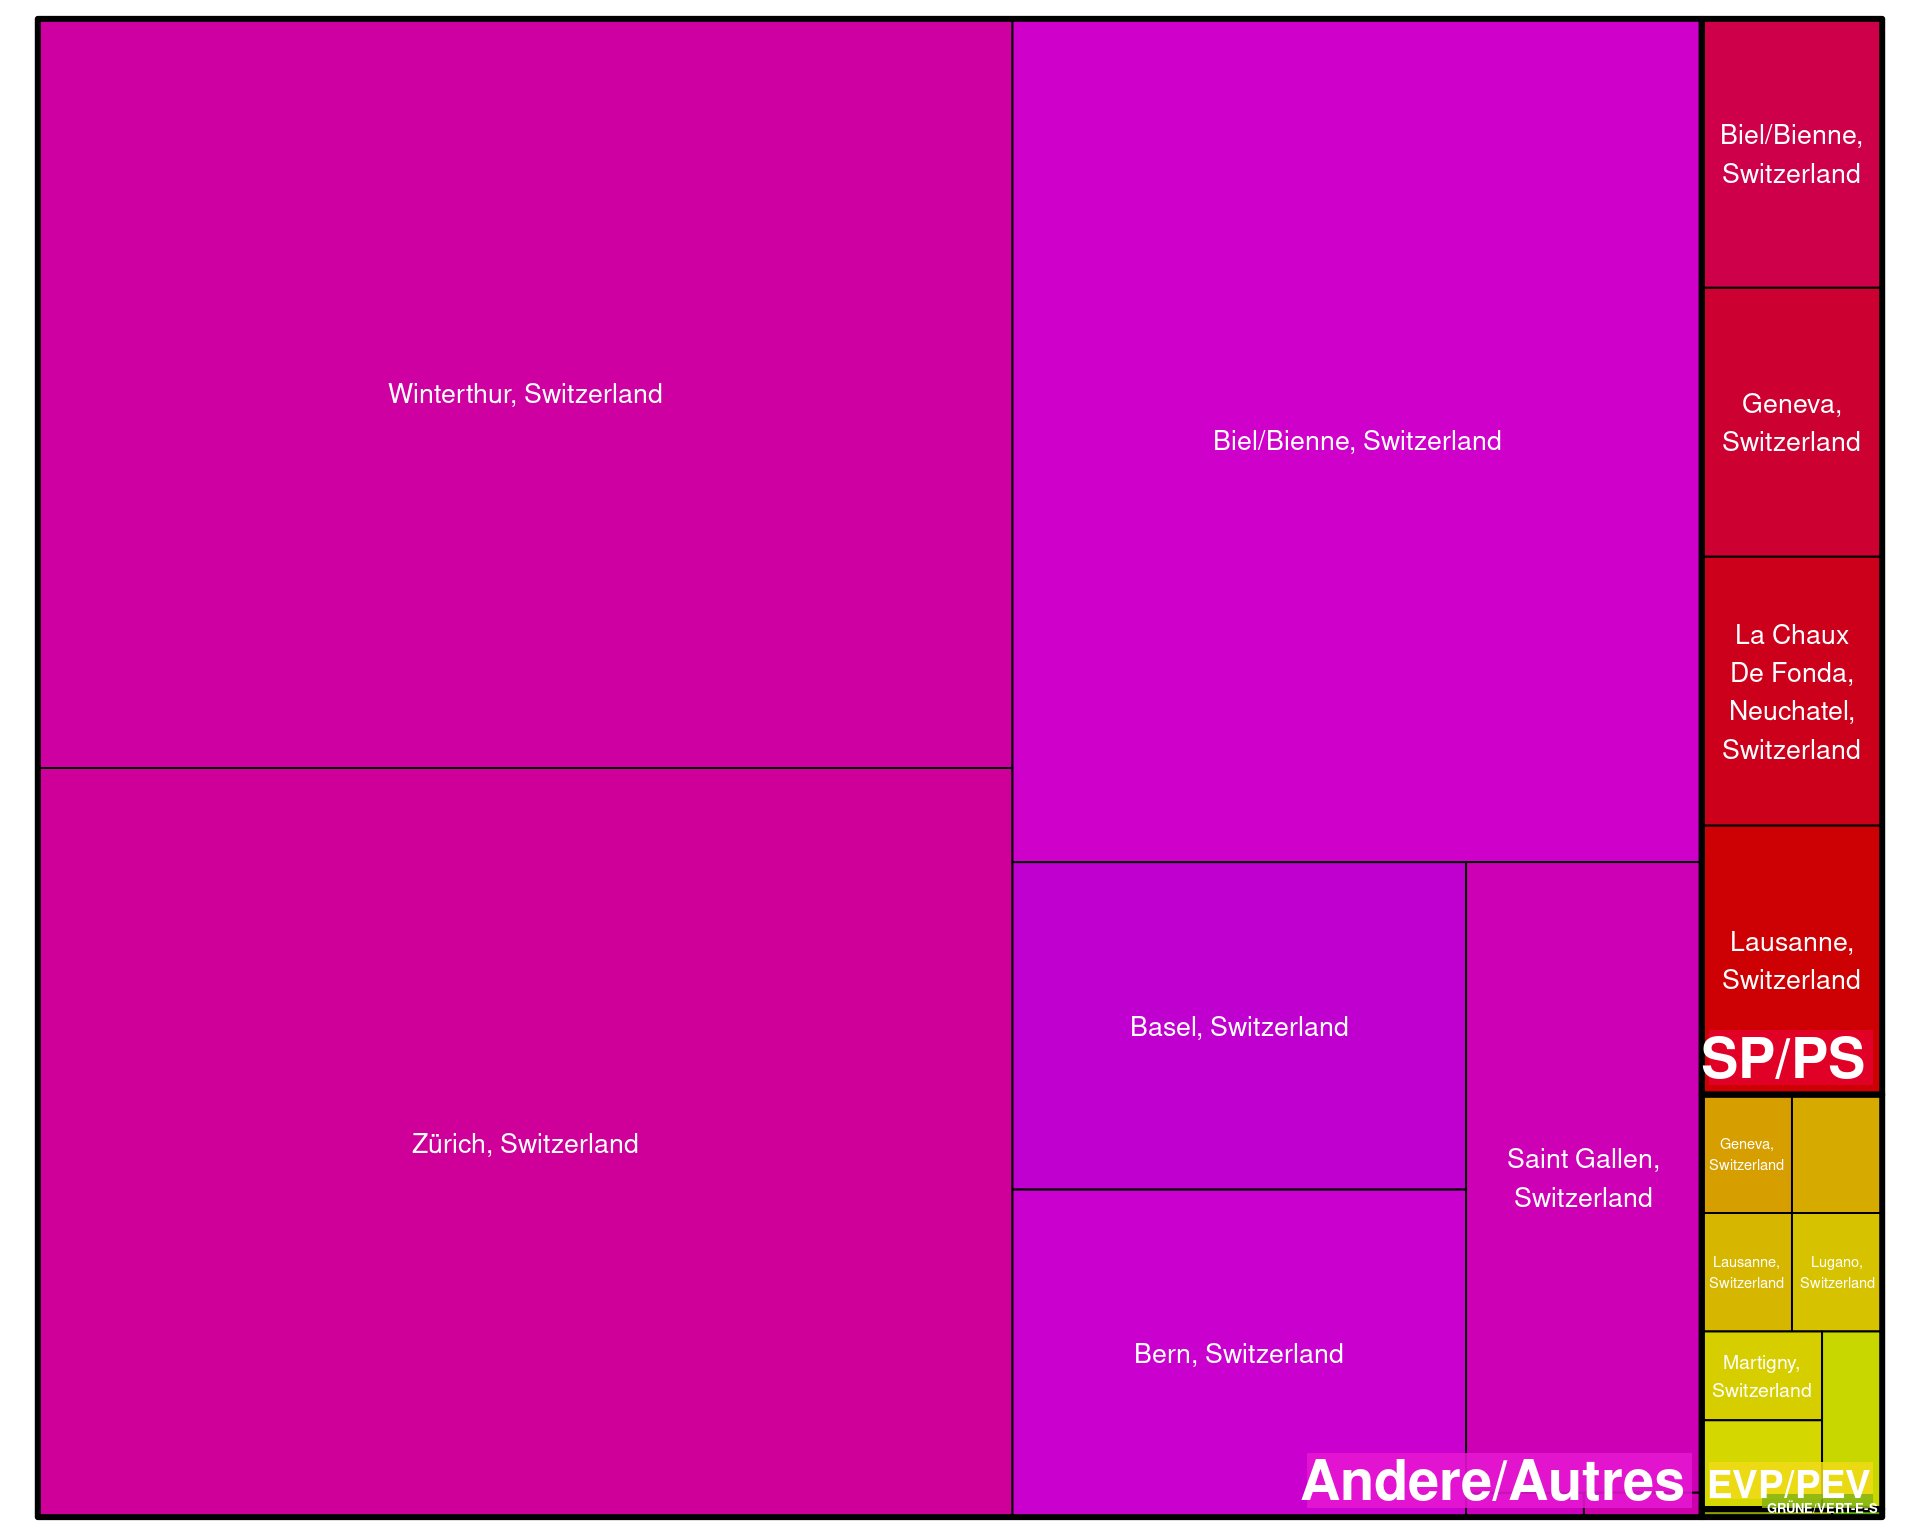 Winterthur, Switzerland
Zürich, Switzerland
Biel/Bienne, Switzerland
Basel, Switzerland
Bern, Switzerland
Saint Gallen,
Switzerland
Andere/Autres
Biel/Bienne,
Switzerland
Geneva,
Switzerland
La Chaux
De Fonda,
Neuchatel,
Switzerland
Lausanne,
Switzerland
SP/PS
Geneva,
Switzerland
Lausanne,
Switzerland
Lugano,
Switzerland
Martigny,
Switzerland
EVP/PEV
GRÜNE/VERT-E-S